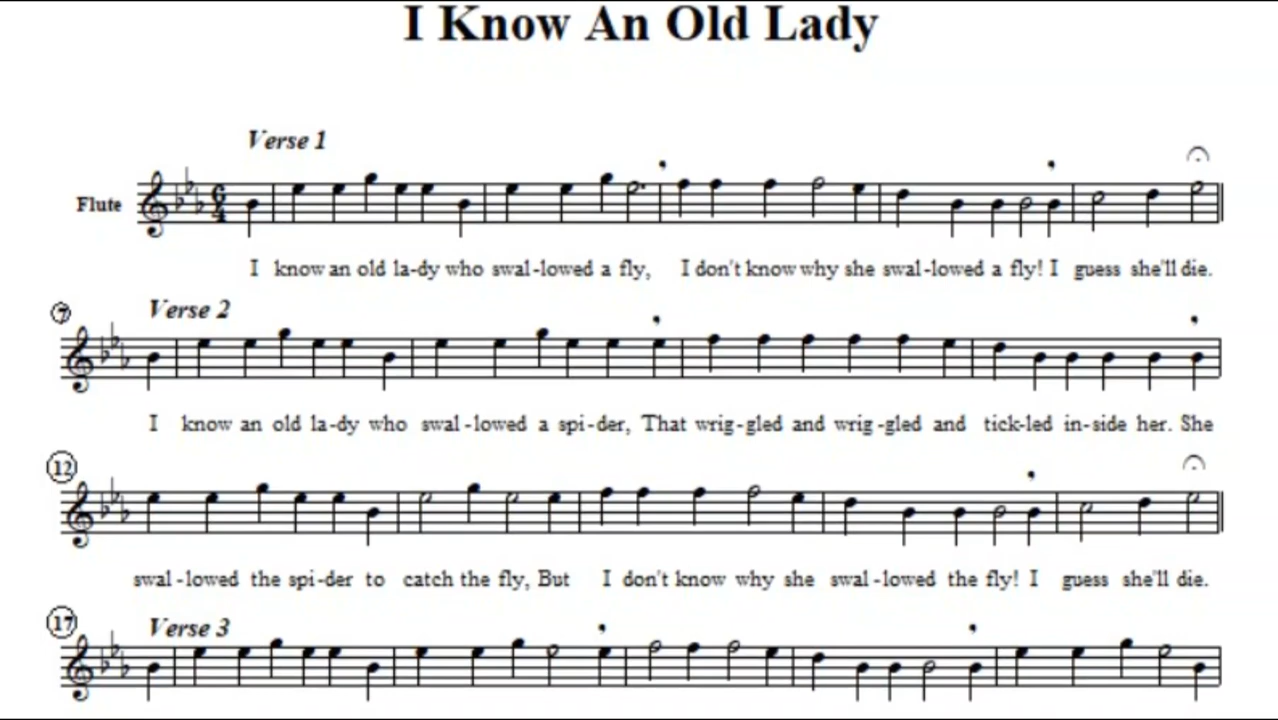 I Know An Old Lady
Verse 1
Flute
6
4
I know an old la-dy who swal-lowed a fly, I don't know why she swal-lowed a fly! I guess she'll die.
7
Verse 2
I know an old la-dy who swal-lowed a spi-der, That wrig-gled and wrig-gled and tick-led in-side her. She
12
swal-lowed the spi-der to catch the fly, But I don't know why she swal-lowed the fly! I guess she'll die.
17
Verse 3